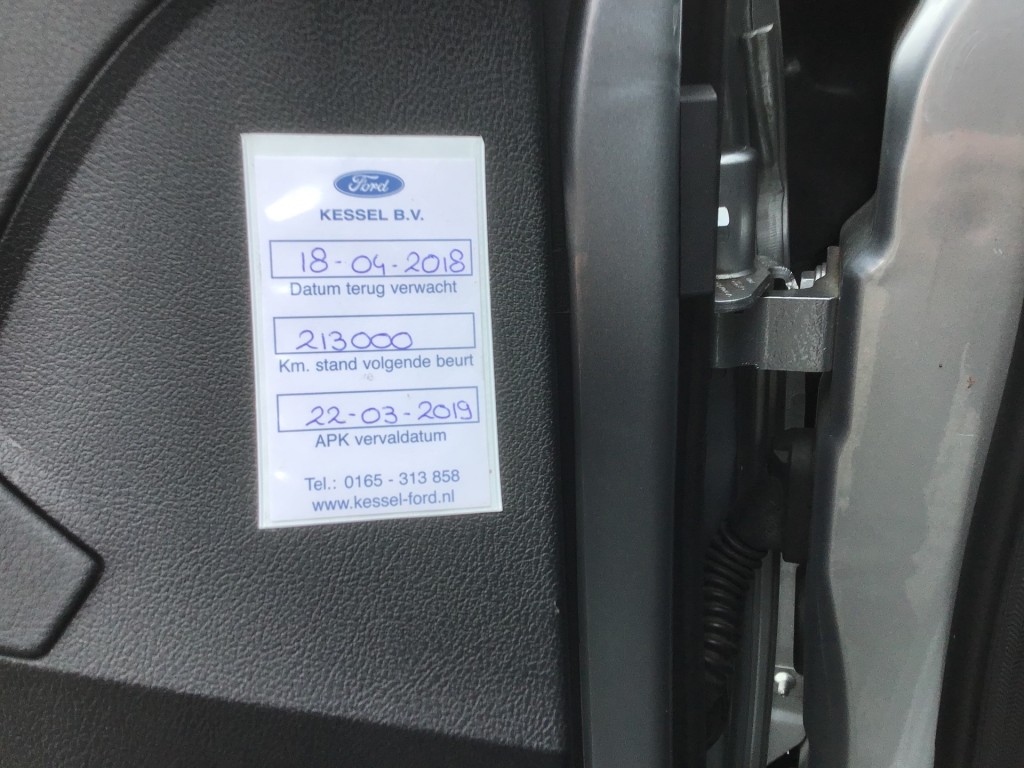 Ford
KESSEL B.V.
18-04-2018
Datum terug verwacht
213000
Km. stand volgende beurt
22-03-2019
APK vervaldatum
Tel.: 0165 - 313 858
www.kessel-ford.nl